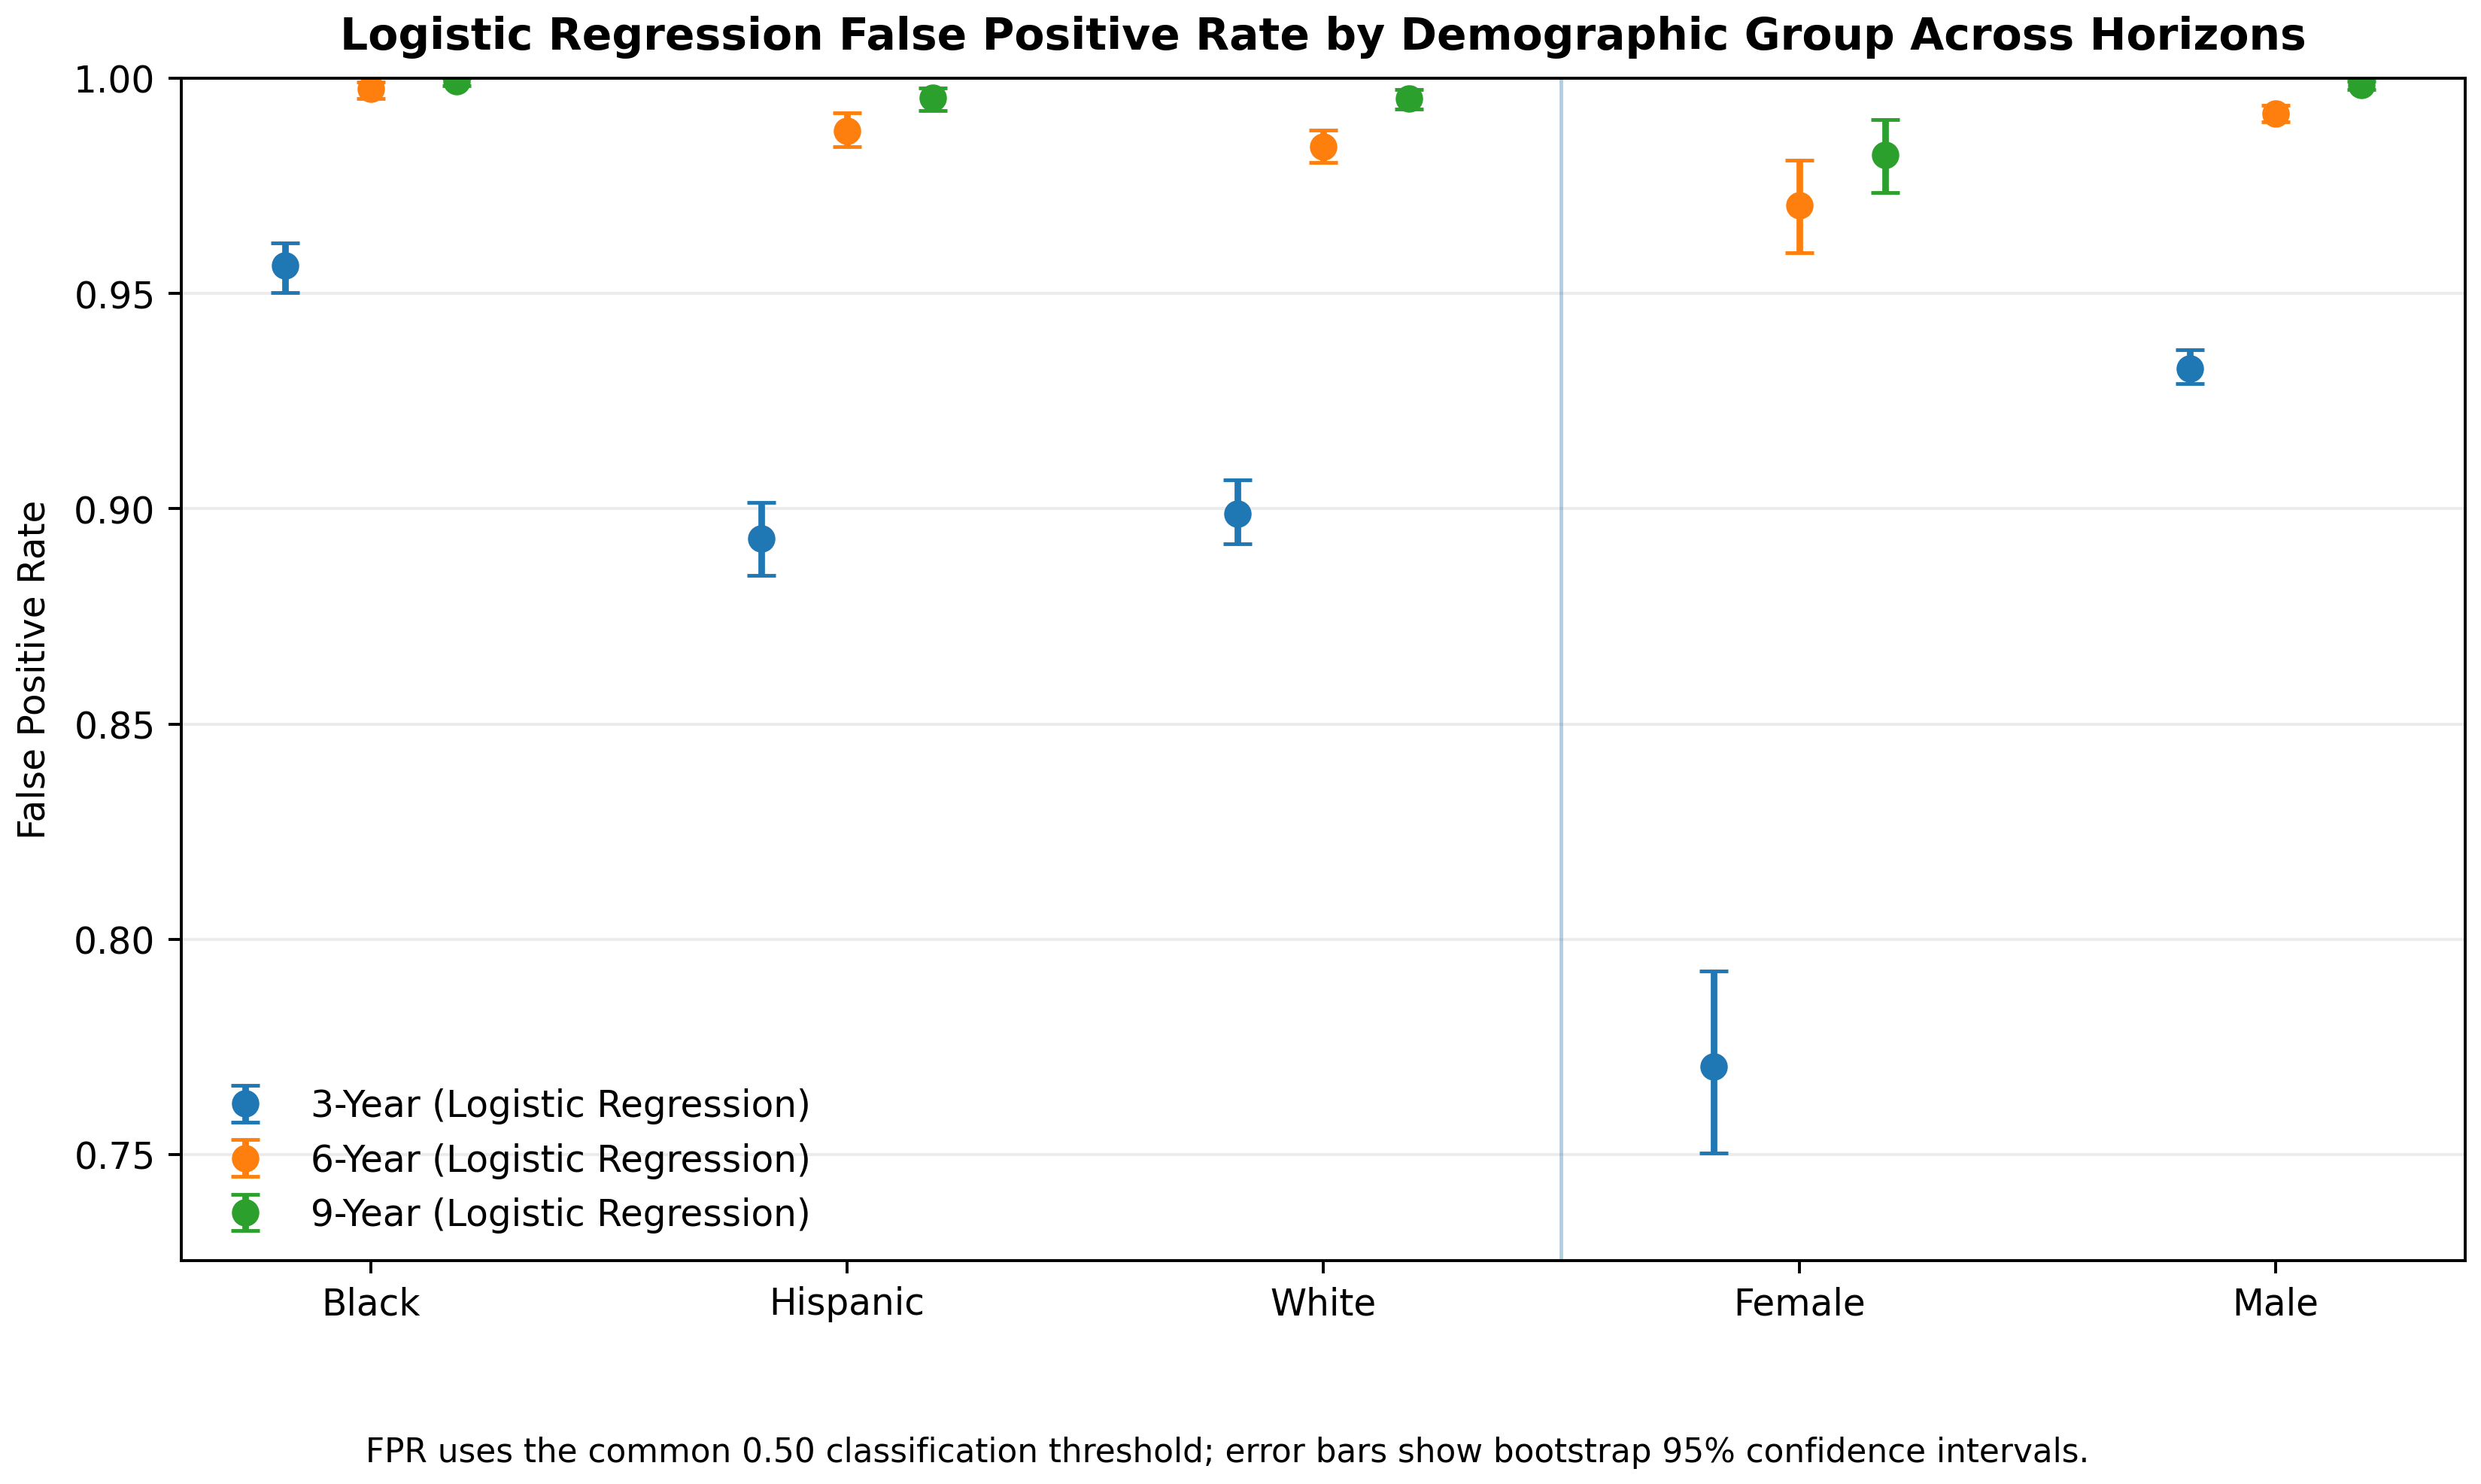 Logistic Regression False Positive Rate by Demographic Group Across Horizons
False Positive Rate
1.00
0.95
0.90
0.85
0.80
0.75
3-Year (Logistic Regression)
6-Year (Logistic Regression)
9-Year (Logistic Regression)
Black
Hispanic
White
Female
Male
FPR uses the common 0.50 classification threshold; error bars show bootstrap 95% confidence intervals.